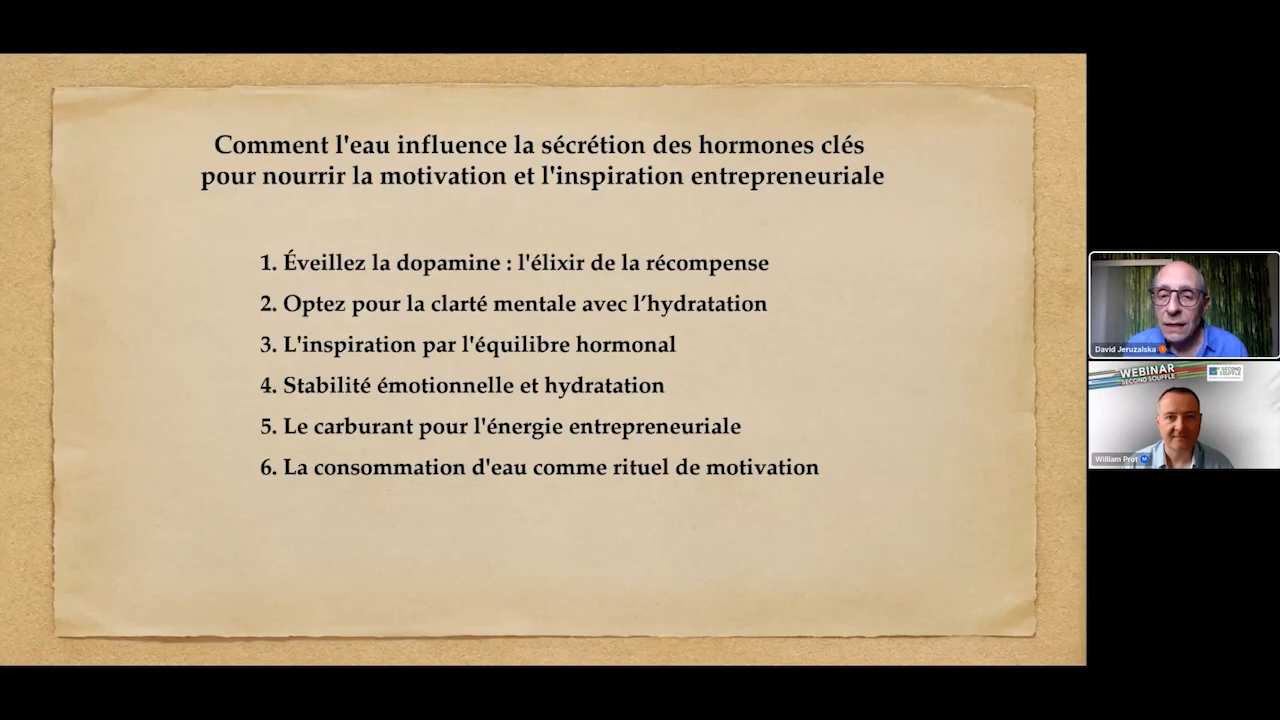 Comment l'eau influence la sécrétion des hormones clés
pour nourrir la motivation et l'inspiration entrepreneuriale
1. Éveillez la dopamine : l'élixir de la récompense
2. Optez pour la clarté mentale avec l’hydratation
3. L'inspiration par l'équilibre hormonal
4. Stabilité émotionnelle et hydratation
5. Le carburant pour l'énergie entrepreneuriale
6. La consommation d'eau comme rituel de motivation
David Jeruzalska
WEBINAR
SECOND SOUFFLE
SECOND
SOUFFLE
William Prot